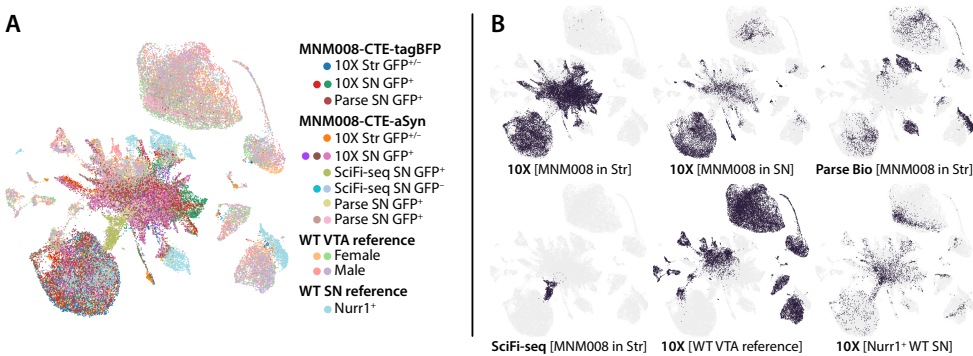 A
MNM008-CTE-tagBFP
10X Str GFP⁺/⁻
10X SN GFP⁺
Parse SN GFP⁺
MNM008-CTE-aSyn
10X Str GFP⁺/⁻
10X SN GFP⁺
SciFi-seq SN GFP⁺
SciFi-seq SN GFP⁻
Parse SN GFP⁺
Parse SN GFP⁺
WT VTA reference
Female
Male
WT SN reference
Nurr1⁺
B
10X [MNM008 in Str]
10X [MNM008 in SN]
Parse Bio [MNM008 in Str]
SciFi-seq [MNM008 in Str]
10X [WT VTA reference]
10X [Nurr1⁺ WT SN]